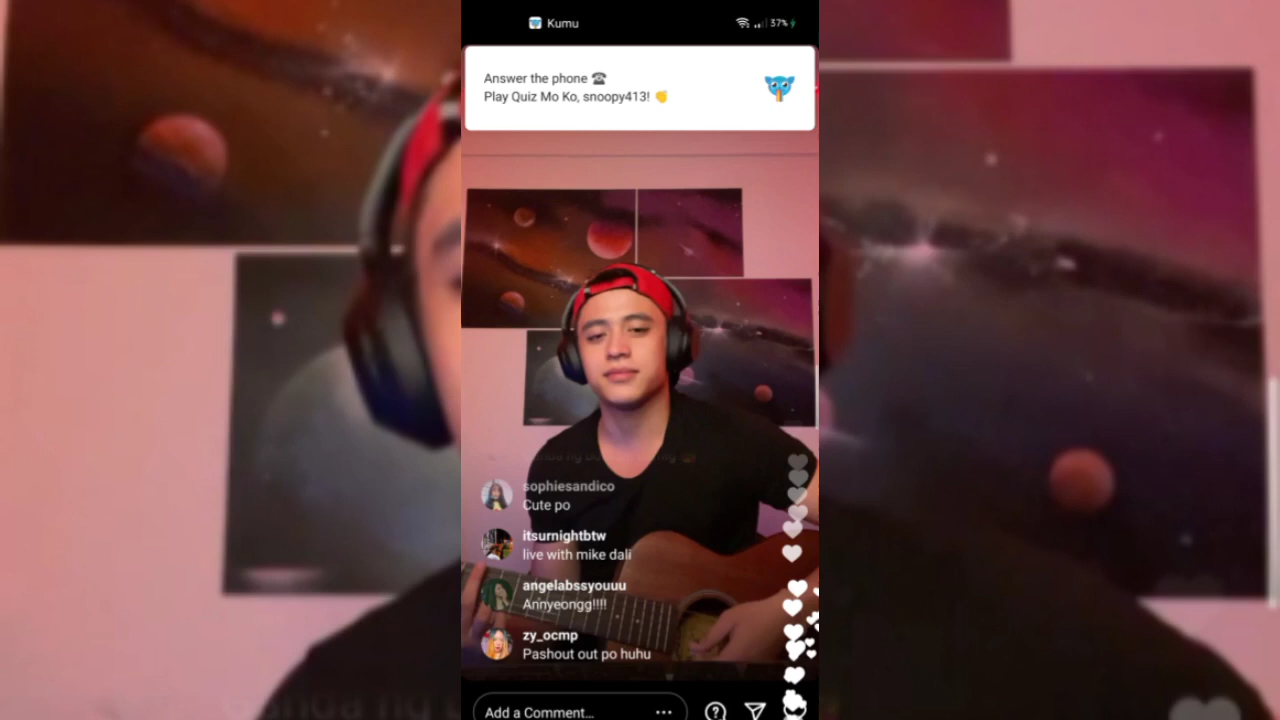 Kumu
37%
Answer the phone ☎
Play Quiz Mo Ko, snoopy413! 👏
sophiesandico
Cute po
itsurnightbtw
live with mike dali
angelabssyouuu
Annyeongg!!!!
zy_ocmp
Pashout out po huhu
Add a Comment...